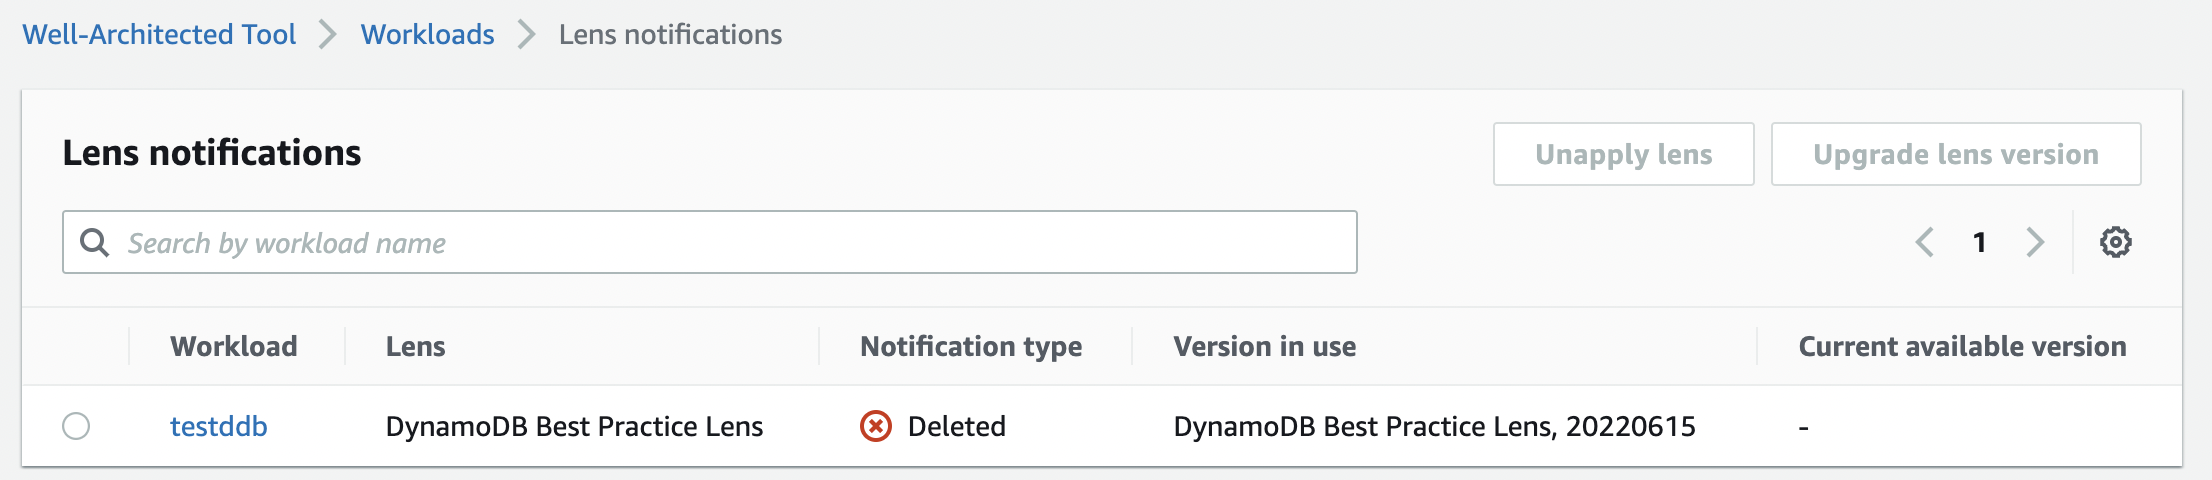 Well-Architected Tool > Workloads > Lens notifications
Lens notifications
Unapply lens
Upgrade lens version
Search by workload name
1
Workload Lens Notification type Version in use Current available version
testddb DynamoDB Best Practice Lens Deleted DynamoDB Best Practice Lens, 20220615 -